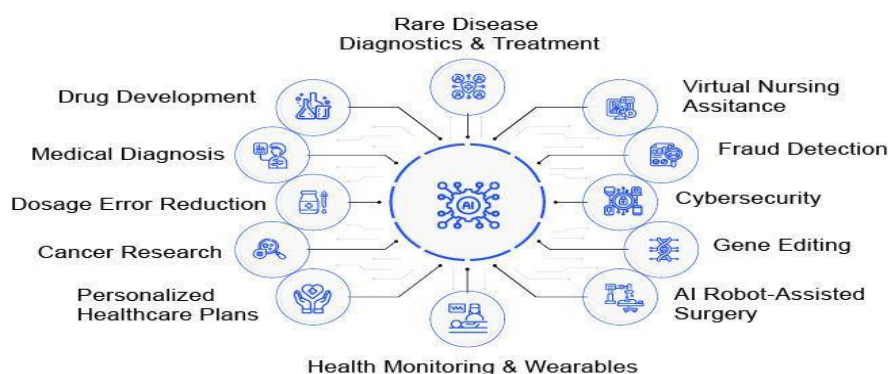 Rare Disease
Diagnostics & Treatment
Drug Development
Virtual Nursing
Assitance
Medical Diagnosis
Fraud Detection
Dosage Error Reduction
AI
Cybersecurity
Cancer Research
Gene Editing
Personalized
Healthcare Plans
AI Robot-Assisted
Surgery
Health Monitoring & Wearables